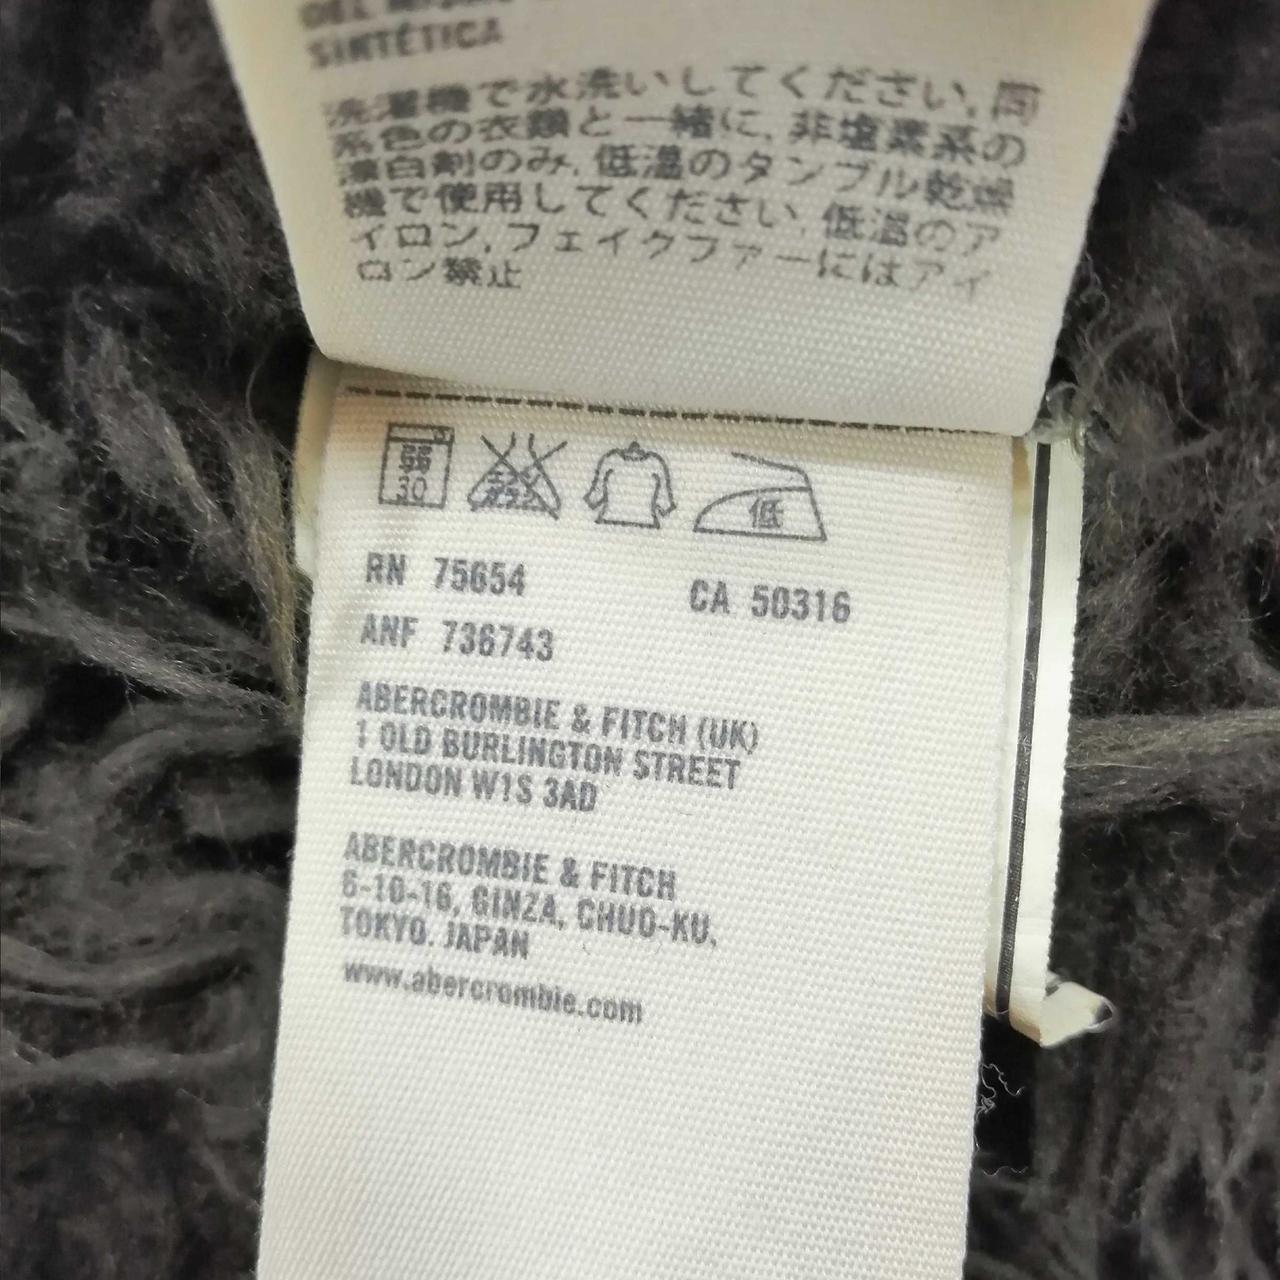 DEL
SINTÉTICA
洗濯機で水洗いしてください, 同
系色の衣類と一緒に, 非塩素系の
漂白剤のみ, 低温のタンブル乾燥
機で使用してください, 低温のア
イロン, フェイクファーにはアイ
ロン禁止
弱
30
低
RN 75654 CA 50316
ANF 736743
ABERCROMBIE & FITCH (UK)
1 OLD BURLINGTON STREET
LONDON W1S 3AD
ABERCROMBIE & FITCH
6-10-16, GINZA, CHUO-KU,
TOKYO. JAPAN
www.abercrombie.com